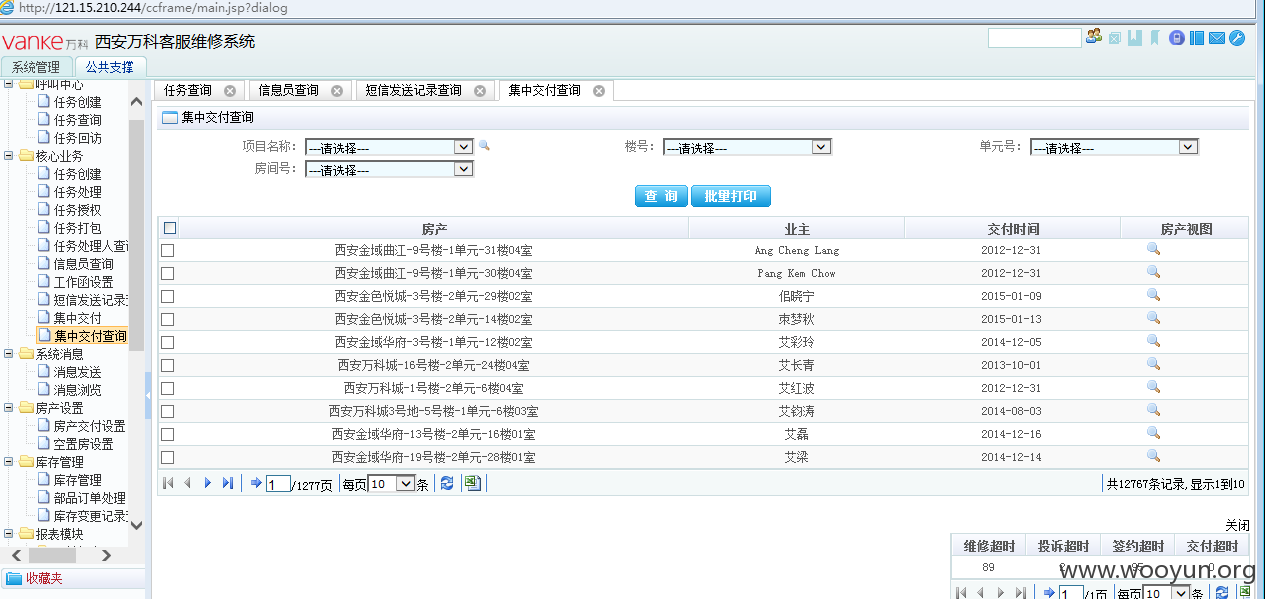 http://121.15.210.244/ccframe/main.jsp?dialog
vanke万科 西安万科客服维修系统
系统管理 公共支撑
呼叫中心
任务创建
任务查询
任务回访
核心业务
任务创建
任务处理
任务授权
任务打包
任务处理人查询
信息员查询
工作函设置
短信发送记录
集中交付
集中交付查询
系统消息
消息发送
消息浏览
房产设置
房产交付设置
空置房设置
库存管理
库存管理
部品订单处理
库存变更记录
报表模块
收藏夹
任务查询 信息员查询 短信发送记录查询 集中交付查询
集中交付查询
项目名称: ---请选择--- 楼号: ---请选择--- 单元号: ---请选择---
房间号: ---请选择---
查 询 批量打印
房产 业主 交付时间 房产视图
西安金域曲江-9号楼-1单元-31楼04室 Ang Cheng Lang 2012-12-31
西安金域曲江-9号楼-1单元-30楼04室 Pang Kem Chow 2012-12-31
西安金色悦城-3号楼-2单元-29楼02室 佀晓宁 2015-01-09
西安金色悦城-3号楼-2单元-14楼02室 朿梦秋 2015-01-13
西安金域华府-3号楼-1单元-12楼02室 艾彩玲 2014-12-05
西安万科城-16号楼-2单元-24楼04室 艾长青 2013-10-01
西安万科城-1号楼-2单元-6楼04室 艾红波 2012-12-31
西安万科城3号地-5号楼-1单元-6楼03室 艾钧涛 2014-08-03
西安金域华府-13号楼-2单元-16楼01室 艾磊 2014-12-16
西安金域华府-19号楼-2单元-28楼01室 艾梁 2014-12-14
1 /1277页 每页 10 条 共12767条记录,显示1到10
关闭
维修超时 投诉超时 签约超时 交付超时
89
www.wooyun.org
1 /1页 每页 10 条